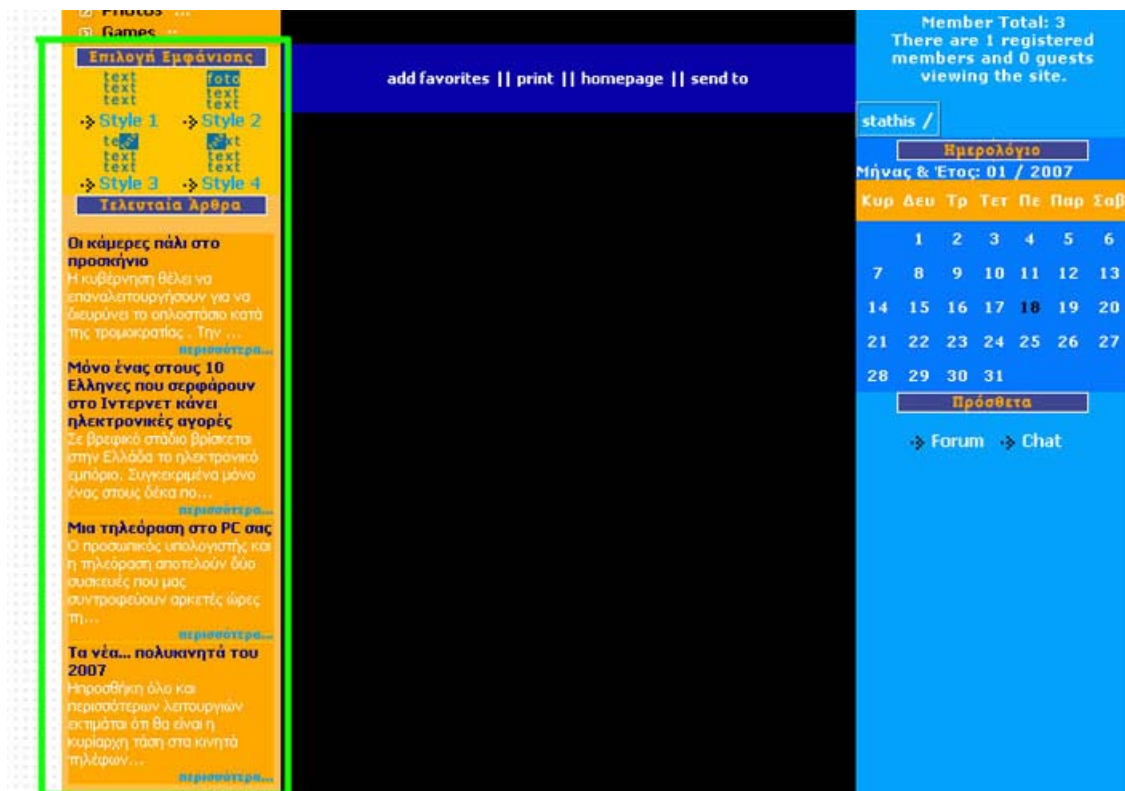 Photos ...
Games ..
Επιλογή Εμφάνισης
text
text
text
foto
text
text
Style 1
Style 2
te
text
text
xt
text
text
Style 3
Style 4
Τελευταία Άρθρα
Οι κάμερες πάλι στο
προσκήνιο
Η κυβέρνηση θέλει να
επαναλειτουργήσουν για να
διευρύνει το οπλοστάσιο κατά
της τρομοκρατίας . Την ...
περισσότερα...
Μόνο ένας στους 10
Ελληνες που σερφάρουν
στο Ιντερνετ κάνει
ηλεκτρονικές αγορές
Σε βρεφικό στάδιο βρίσκεται
στην Ελλάδα το ηλεκτρονικό
εμπόριο. Συγκεκριμένα μόνο
ένας στους δέκα πο...
περισσότερα...
Μια τηλεόραση στο PC σας
Ο προσωπικός υπολογιστής και
η τηλεόραση αποτελούν δύο
συσκευές που μας
συντροφεύουν αρκετές ώρες
τη...
περισσότερα...
Τα νέα... πολυκινητά του
2007
Ηπροσθήκη όλο και
περισσότερων λειτουργιών
εκτιμάται ότι θα είναι η
κυρίαρχη τάση στα κινητά
τηλέφων...
περισσότερα...
add favorites || print || homepage || send to
Member Total: 3
There are 1 registered
members and 0 guests
viewing the site.
stathis /
Ημερολόγιο
Μήνας & Έτος: 01 / 2007
Κυρ Δευ Τρ Τετ Πε Παρ Σαβ
1 2 3 4 5 6
7 8 9 10 11 12 13
14 15 16 17 18 19 20
21 22 23 24 25 26 27
28 29 30 31
Πρόσθετα
Forum Chat